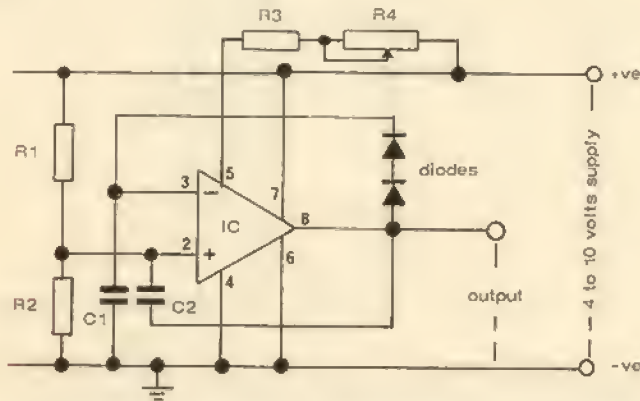 R3
R4
+ve
R1
5
diodes
3
−
7
IC
8
2
+
6
4
R2
C1
C2
output
4 to 10 volts supply
−ve